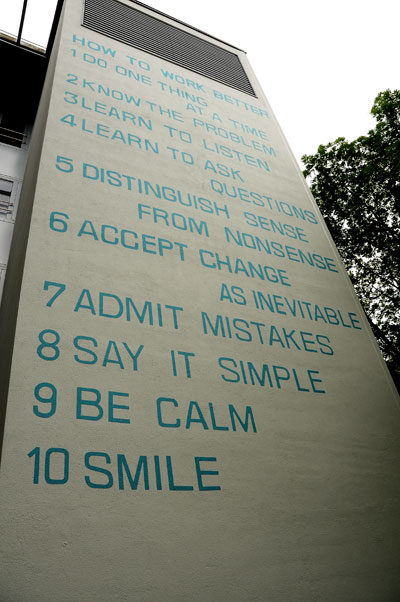 HOW TO WORK BETTER
1 DO ONE THING
AT A TIME
2 KNOW THE PROBLEM
3 LEARN TO LISTEN
4 LEARN TO ASK
QUESTIONS
5 DISTINGUISH SENSE
FROM NONSENSE
6 ACCEPT CHANGE
AS INEVITABLE
7 ADMIT MISTAKES
8 SAY IT SIMPLE
9 BE CALM
10 SMILE